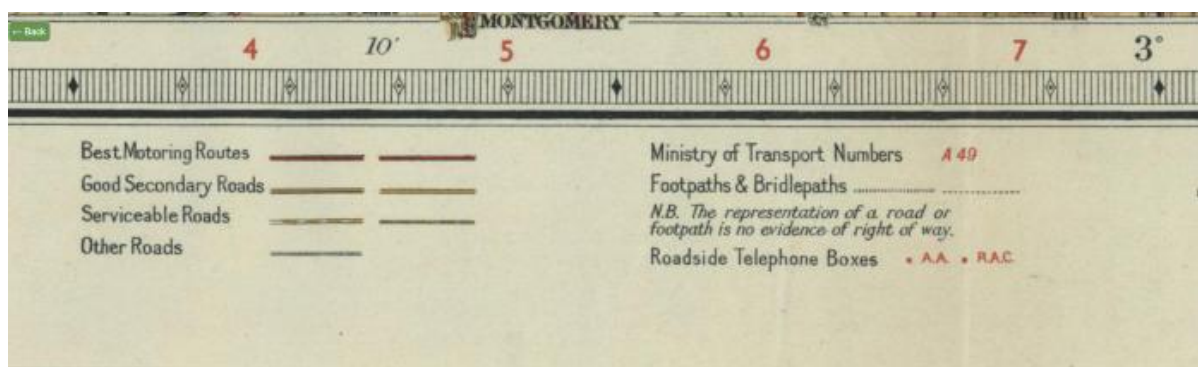 ← Back
MONTGOMERY
4 10' 5 6 7 3°
Best Motoring Routes
Good Secondary Roads
Serviceable Roads
Other Roads
Ministry of Transport Numbers A 49
Footpaths & Bridlepaths
N.B. The representation of a road or
footpath is no evidence of right of way.
Roadside Telephone Boxes • A.A. • R.A.C.